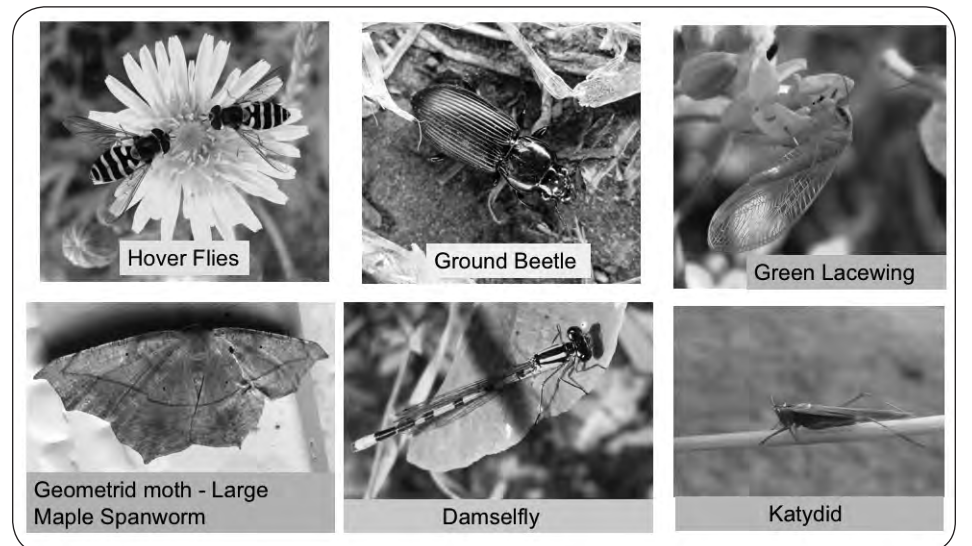 Hover Flies
Ground Beetle
Green Lacewing
Geometrid moth - Large
Maple Spanworm
Damselfly
Katydid